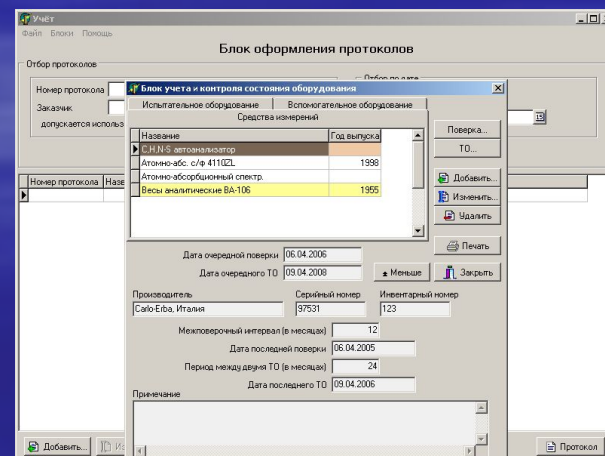 Учёт
Файл Блоки Помощь
Блок оформления протоколов
Отбор протоколов
Номер протокола
Заказчик
допускается использ
Номер протокола Назв
Блок учета и контроля состояния оборудования
Испытательное оборудование Вспомогательное оборудование
Средства измерений
Название Год выпуска
C,H,N-S автоанализатор
Атомно-абс. с/ф 4110ZL 1998
Атомно-абсорбционный спектр.
Весы аналитические ВА-106 1955
Поверка...
ТО...
Добавить...
Изменить...
Удалить
Печать
Закрыть
Дата очередной поверки 06.04.2006
Дата очередного ТО 09.04.2008
± Меньше
Производитель Серийный номер Инвентарный номер
Carlo-Erba, Италия 97531 123
Межповерочный интервал (в месяцах) 12
Дата последней поверки 06.04.2005
Период между двумя ТО (в месяцах) 24
Дата последнего ТО 09.04.2006
Примечание
Добавить... Из
Протокол